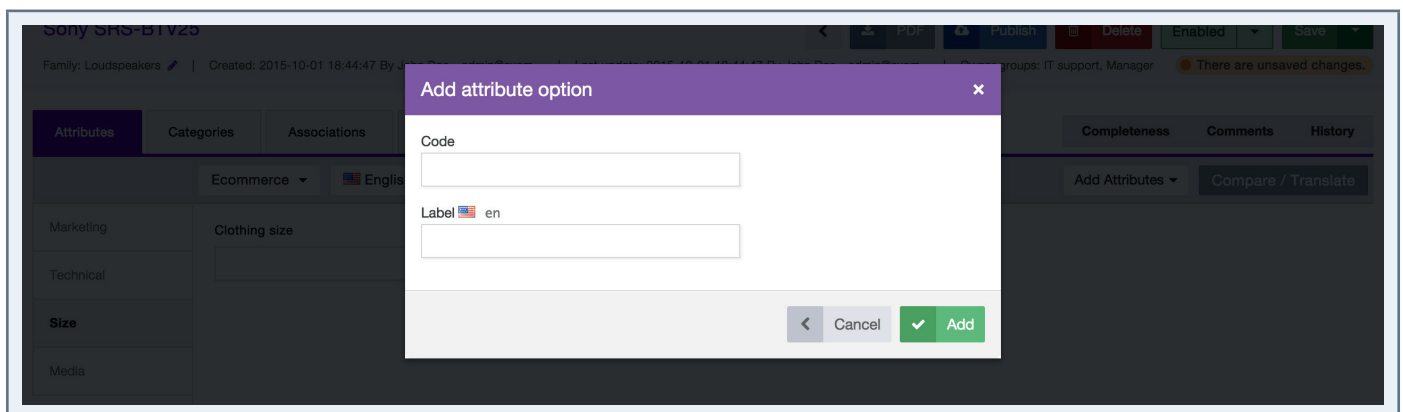 Sony SRS-BTV25
PDF
Publish
Delete
Enabled
Save
Family: Loudspeakers | Created: 2015-10-01 18:44:47 By
groups: IT support, Manager
There are unsaved changes.
Add attribute option
Attributes
Categories
Associations
Completeness
Comments
History
Code
Ecommerce
Add Attributes
Compare / Translate
Label en
Marketing
Clothing size
Technical
Size
Cancel
Add
Media